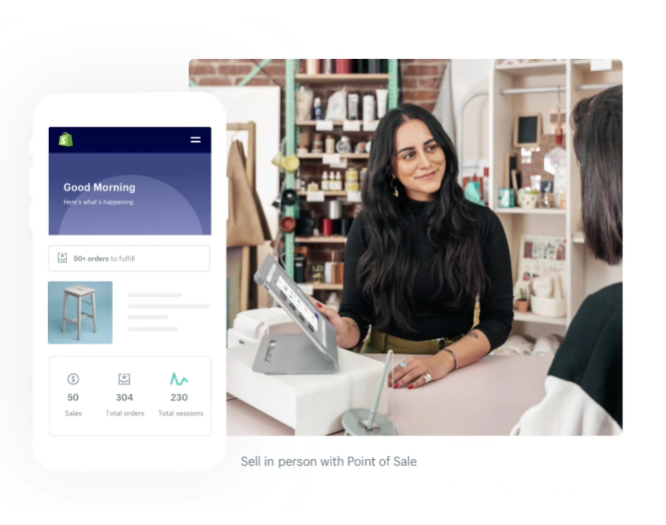 Good Morning
Here's what's happening
50+ orders to fulfill
50
304
230
Sales
Total orders
Total sessions
Sell in person with Point of Sale